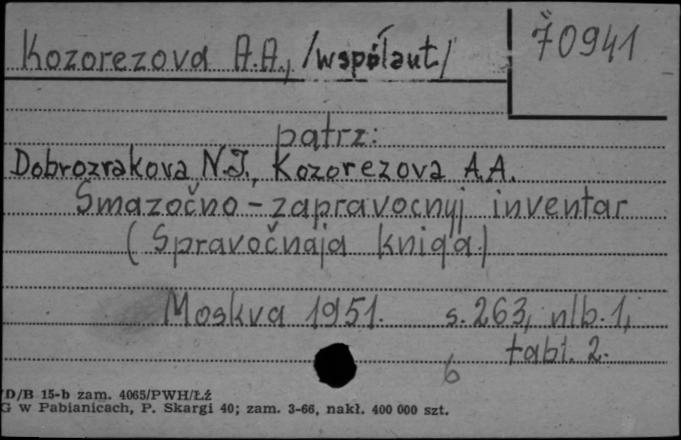 Kozorezova A.A., /współaut/
70941
patrz:
Dobrozrakova N.I., Kozorezova A.A.
Smazočno-zapravocnyj inventar
(Spravočnaja kniga.)
Moskva 1951. s. 263, nlb. 1,
tabl. 2.
6
D/B 15-b zam. 4065/PWH/Łź
G w Pabianicach, P. Skargi 40; zam. 3-66, nakł. 400 000 szt.